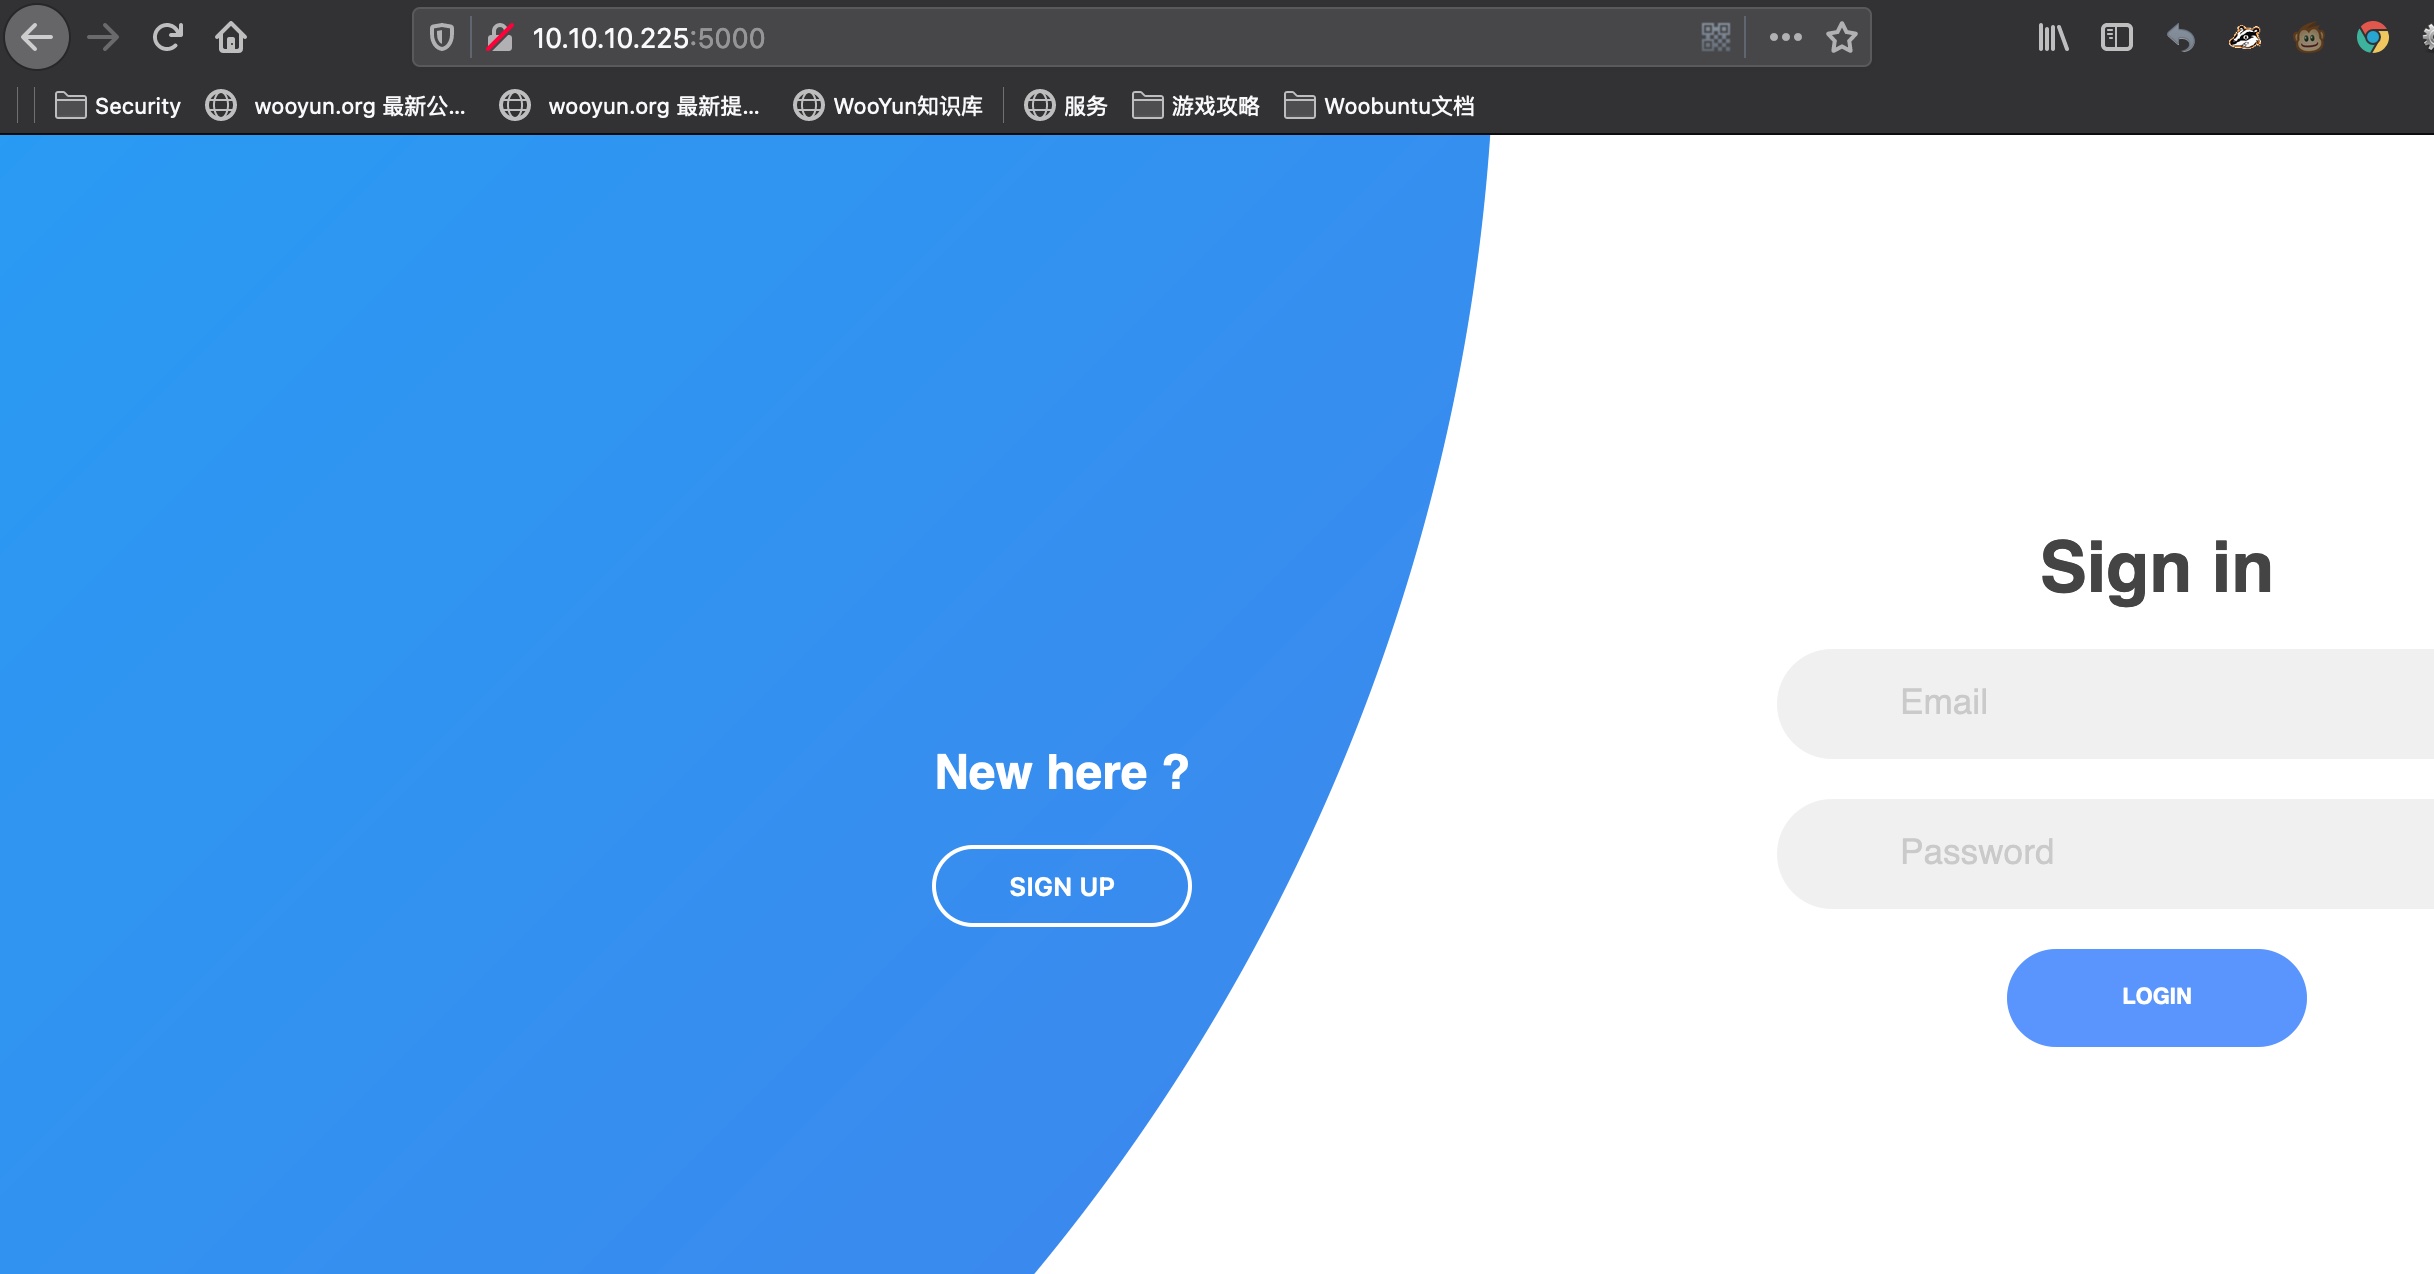 10.10.10.225:5000
Security wooyun.org 最新公... wooyun.org 最新提... WooYun知识库 服务 游戏攻略 Woobuntu文档
Sign in
Email
New here ?
Password
SIGN UP
LOGIN